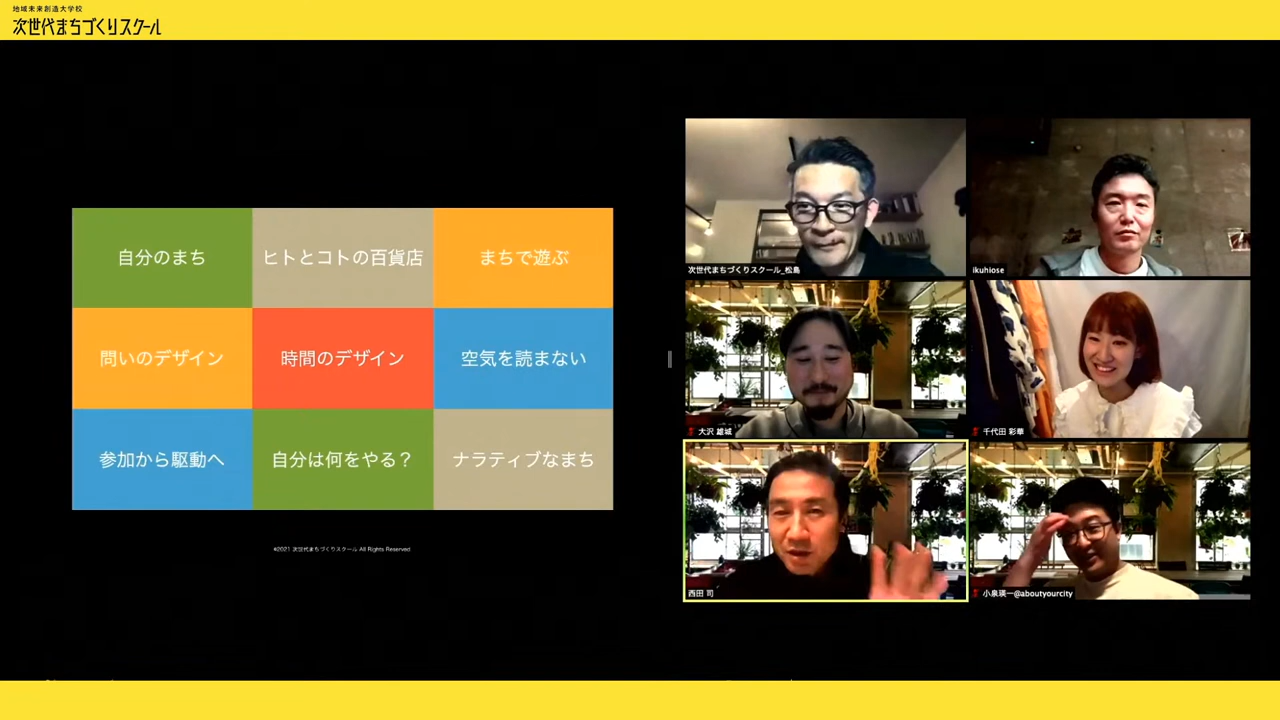 地域未来創造大学校
次世代まちづくりスクール
自分のまち
ヒトとコトの百貨店
まちで遊ぶ
問いのデザイン
時間のデザイン
空気を読まない
参加から駆動へ
自分は何をやる？
ナラティブなまち
©2021 次世代まちづくりスクール All Rights Reserved
次世代まちづくりスクール_松島
ikuhiose
大沢 雄城
千代田 彩華
西田 司
小泉瑛一@aboutyourcity